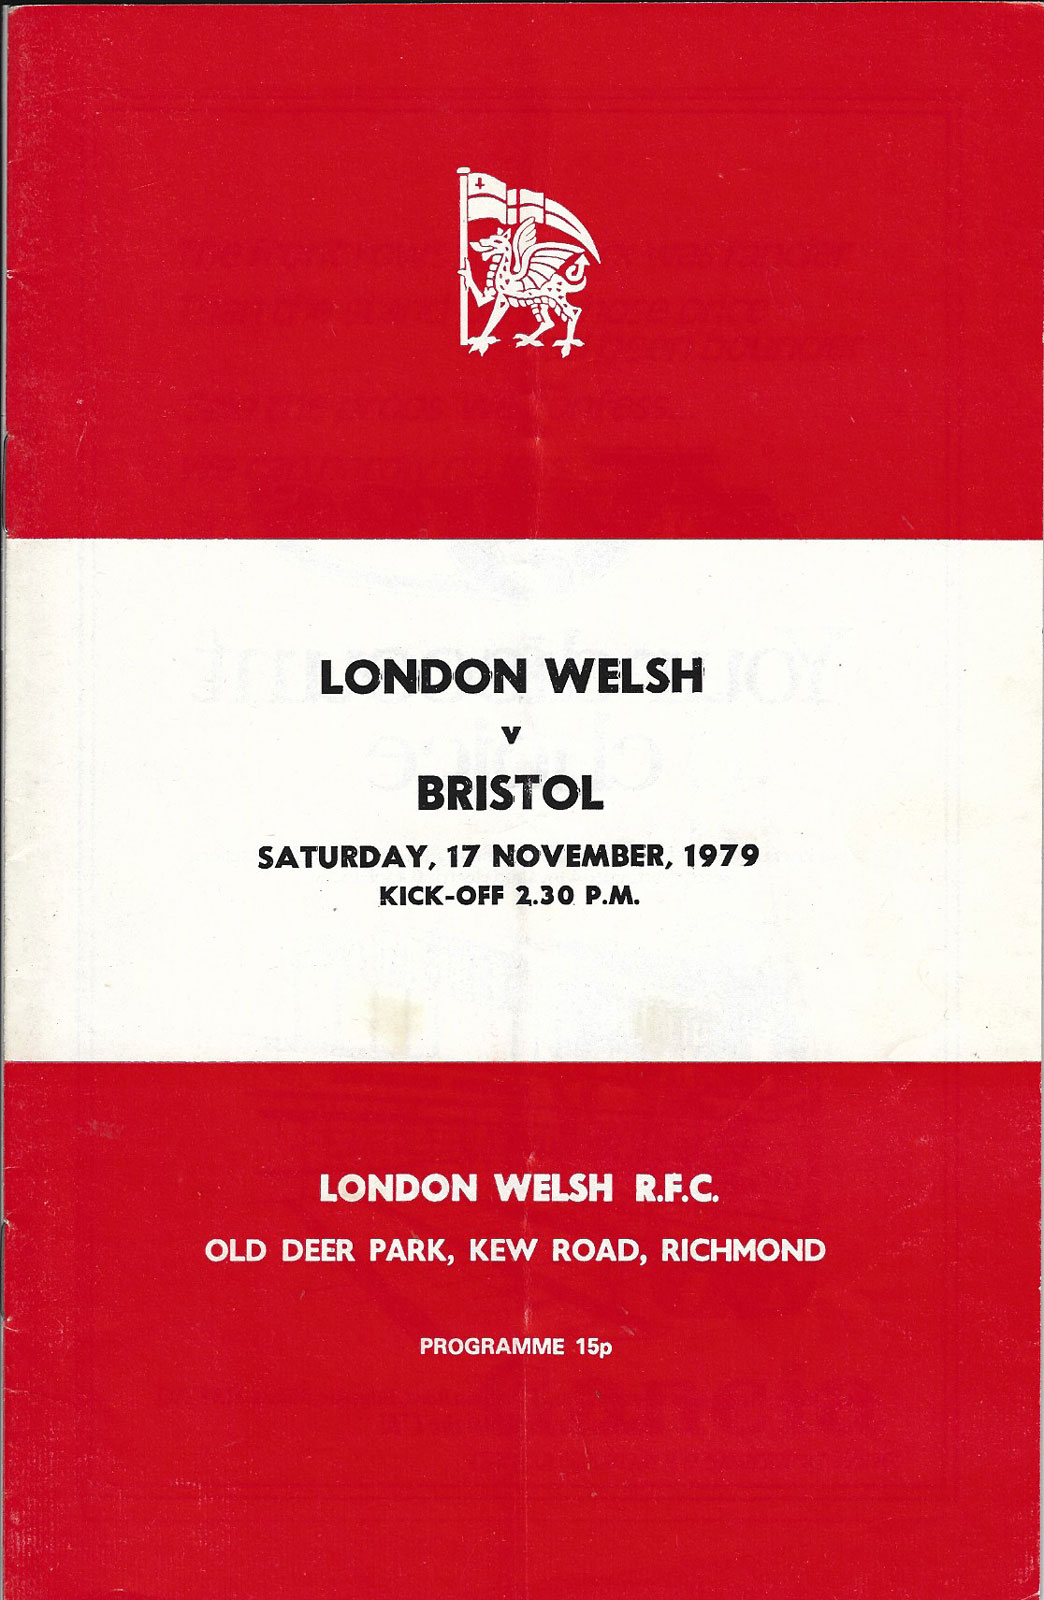 LONDON WELSH
v
BRISTOL
SATURDAY, 17 NOVEMBER, 1979
KICK-OFF 2.30 P.M.
LONDON WELSH R.F.C.
OLD DEER PARK, KEW ROAD, RICHMOND
PROGRAMME 15p